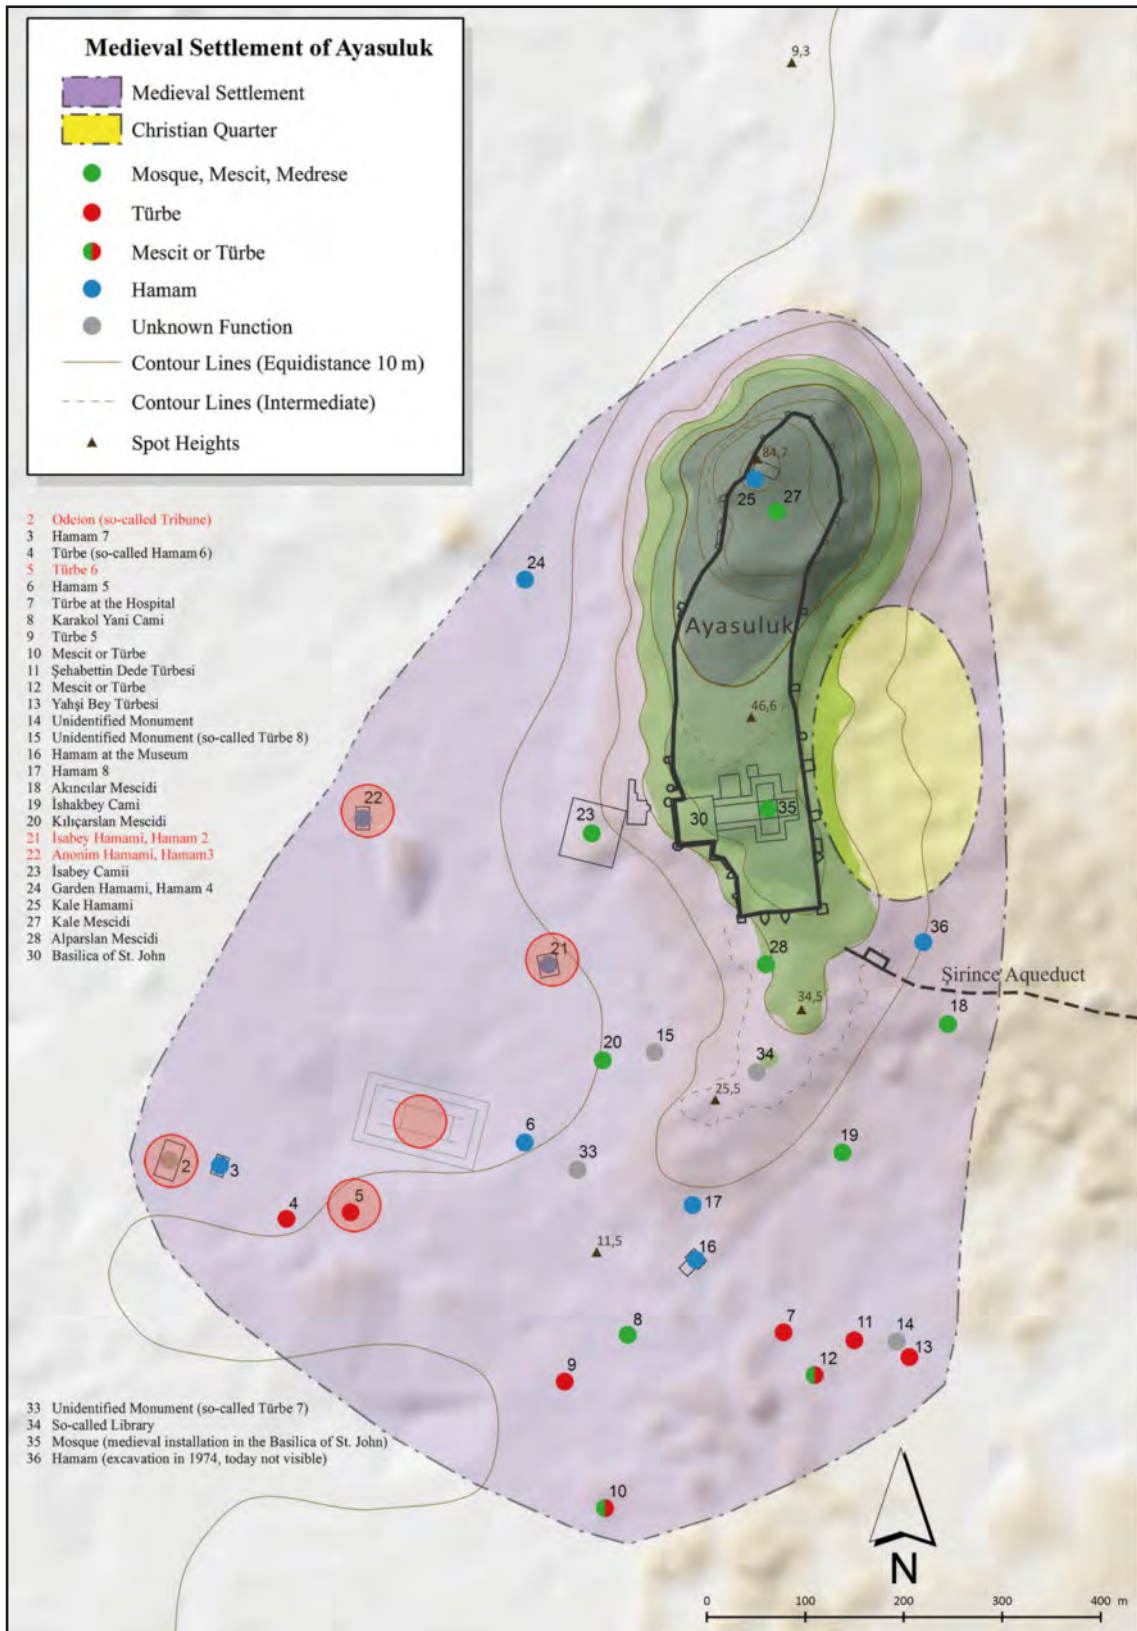 Medieval Settlement of Ayasuluk
Medieval Settlement
Christian Quarter
Mosque, Mescit, Medrese
Türbe
Mescit or Türbe
Hamam
Unknown Function
Contour Lines (Equidistance 10 m)
Contour Lines (Intermediate)
Spot Heights
2 Odeion (so-called Tribune)
3 Hamam 7
4 Türbe (so-called Hamam 6)
5 Türbe 6
6 Hamam 5
7 Türbe at the Hospital
8 Karakol Yani Cami
9 Türbe 5
10 Mescit or Türbe
11 Şehabettin Dede Türbesi
12 Mescit or Türbe
13 Yahşi Bey Türbesi
14 Unidentified Monument
15 Unidentified Monument (so-called Türbe 8)
16 Hamam at the Museum
17 Hamam 8
18 Akıncılar Mescidi
19 İshakbey Cami
20 Kılıçarslan Mescidi
21 İsabey Hamami, Hamam 2
22 Anonim Hamami, Hamam3
23 İsabey Camii
24 Garden Hamami, Hamam 4
25 Kale Hamami
27 Kale Mescidi
28 Alparslan Mescidi
30 Basilica of St. John
33 Unidentified Monument (so-called Türbe 7)
34 So-called Library
35 Mosque (medieval installation in the Basilica of St. John)
36 Hamam (excavation in 1974, today not visible)
9,3
84,7
25
27
24
Ayasuluk
46,6
22
23
30
35
36
21
28
Şirince Aqueduct
34,5
18
20
15
34
25,5
6
19
33
2
3
4
5
17
11,5
16
8
7
11
14
13
9
12
10
N
0 100 200 300 400 m